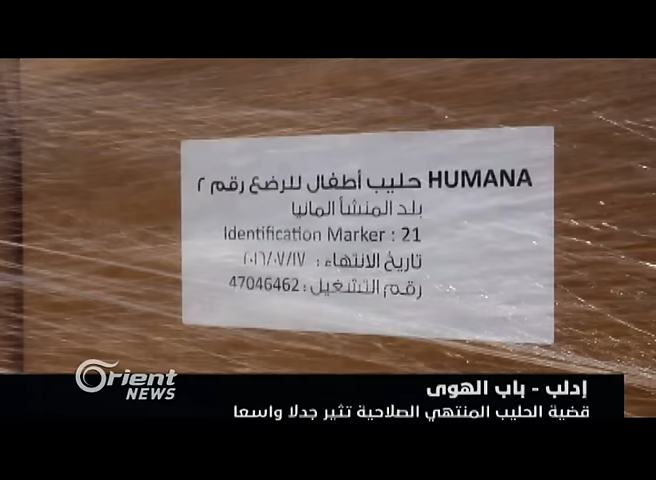 HUMANA حليب أطفال للرضع رقم ٢
بلد المنشأ المانيا
Identification Marker : 21
تاريخ الانتهاء : ٢٠١٦/٠٧/١٧
رقم التشغيل : 47046462
Orient NEWS
إدلب - باب الهوى
قضية الحليب المنتهي الصلاحية تثير جدلا واسعا